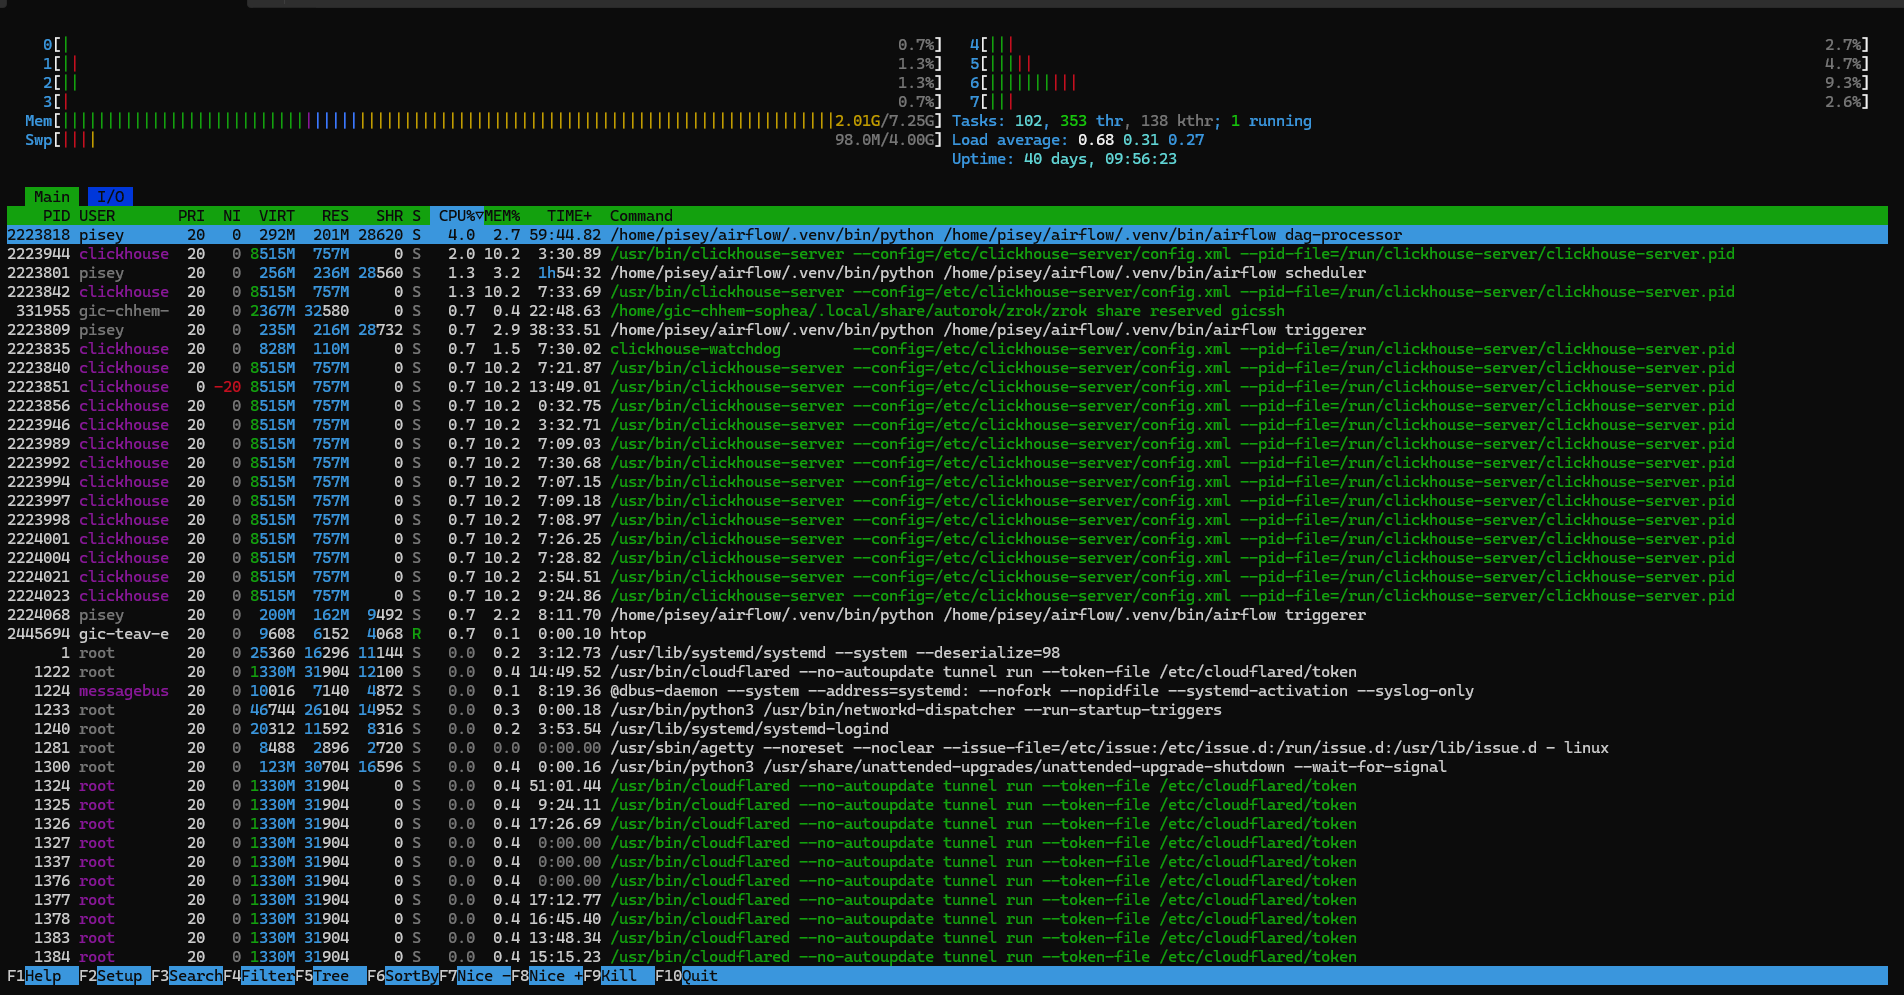 0[| 0.7%] 4[||| 2.7%]
1[|| 1.3%] 5[||||| 4.7%]
2[|| 1.3%] 6[|||||||||| 9.3%]
3[| 0.7%] 7[||| 2.6%]
Mem[||||||||||||||||||||||||||||||||||||||||||||||||||||||||||||||||||||||||||||||||||||||2.01G/7.25G] Tasks: 102, 353 thr, 138 kthr; 1 running
Swp[|||| 98.0M/4.00G] Load average: 0.68 0.31 0.27
Uptime: 40 days, 09:56:23
Main I/O
PID USER PRI NI VIRT RES SHR S CPU%▽MEM% TIME+ Command
2223818 pisey 20 0 292M 201M 28620 S 4.0 2.7 59:44.82 /home/pisey/airflow/.venv/bin/python /home/pisey/airflow/.venv/bin/airflow dag-processor
2223944 clickhouse 20 0 8515M 757M 0 S 2.0 10.2 3:30.89 /usr/bin/clickhouse-server --config=/etc/clickhouse-server/config.xml --pid-file=/run/clickhouse-server/clickhouse-server.pid
2223801 pisey 20 0 256M 236M 28560 S 1.3 3.2 1h54:32 /home/pisey/airflow/.venv/bin/python /home/pisey/airflow/.venv/bin/airflow scheduler
2223842 clickhouse 20 0 8515M 757M 0 S 1.3 10.2 7:33.69 /usr/bin/clickhouse-server --config=/etc/clickhouse-server/config.xml --pid-file=/run/clickhouse-server/clickhouse-server.pid
331955 gic-chhem- 20 0 2367M 32580 0 S 0.7 0.4 22:48.63 /home/gic-chhem-sophea/.local/share/autorok/zrok/zrok share reserved gicssh
2223809 pisey 20 0 235M 216M 28732 S 0.7 2.9 38:33.51 /home/pisey/airflow/.venv/bin/python /home/pisey/airflow/.venv/bin/airflow triggerer
2223835 clickhouse 20 0 828M 110M 0 S 0.7 1.5 7:30.02 clickhouse-watchdog --config=/etc/clickhouse-server/config.xml --pid-file=/run/clickhouse-server/clickhouse-server.pid
2223840 clickhouse 20 0 8515M 757M 0 S 0.7 10.2 7:21.87 /usr/bin/clickhouse-server --config=/etc/clickhouse-server/config.xml --pid-file=/run/clickhouse-server/clickhouse-server.pid
2223851 clickhouse 0 -20 8515M 757M 0 S 0.7 10.2 13:49.01 /usr/bin/clickhouse-server --config=/etc/clickhouse-server/config.xml --pid-file=/run/clickhouse-server/clickhouse-server.pid
2223856 clickhouse 20 0 8515M 757M 0 S 0.7 10.2 0:32.75 /usr/bin/clickhouse-server --config=/etc/clickhouse-server/config.xml --pid-file=/run/clickhouse-server/clickhouse-server.pid
2223946 clickhouse 20 0 8515M 757M 0 S 0.7 10.2 3:32.71 /usr/bin/clickhouse-server --config=/etc/clickhouse-server/config.xml --pid-file=/run/clickhouse-server/clickhouse-server.pid
2223989 clickhouse 20 0 8515M 757M 0 S 0.7 10.2 7:09.03 /usr/bin/clickhouse-server --config=/etc/clickhouse-server/config.xml --pid-file=/run/clickhouse-server/clickhouse-server.pid
2223992 clickhouse 20 0 8515M 757M 0 S 0.7 10.2 7:30.68 /usr/bin/clickhouse-server --config=/etc/clickhouse-server/config.xml --pid-file=/run/clickhouse-server/clickhouse-server.pid
2223994 clickhouse 20 0 8515M 757M 0 S 0.7 10.2 7:07.15 /usr/bin/clickhouse-server --config=/etc/clickhouse-server/config.xml --pid-file=/run/clickhouse-server/clickhouse-server.pid
2223997 clickhouse 20 0 8515M 757M 0 S 0.7 10.2 7:09.18 /usr/bin/clickhouse-server --config=/etc/clickhouse-server/config.xml --pid-file=/run/clickhouse-server/clickhouse-server.pid
2223998 clickhouse 20 0 8515M 757M 0 S 0.7 10.2 7:08.97 /usr/bin/clickhouse-server --config=/etc/clickhouse-server/config.xml --pid-file=/run/clickhouse-server/clickhouse-server.pid
2224001 clickhouse 20 0 8515M 757M 0 S 0.7 10.2 7:26.25 /usr/bin/clickhouse-server --config=/etc/clickhouse-server/config.xml --pid-file=/run/clickhouse-server/clickhouse-server.pid
2224004 clickhouse 20 0 8515M 757M 0 S 0.7 10.2 7:28.82 /usr/bin/clickhouse-server --config=/etc/clickhouse-server/config.xml --pid-file=/run/clickhouse-server/clickhouse-server.pid
2224021 clickhouse 20 0 8515M 757M 0 S 0.7 10.2 2:54.51 /usr/bin/clickhouse-server --config=/etc/clickhouse-server/config.xml --pid-file=/run/clickhouse-server/clickhouse-server.pid
2224023 clickhouse 20 0 8515M 757M 0 S 0.7 10.2 9:24.86 /usr/bin/clickhouse-server --config=/etc/clickhouse-server/config.xml --pid-file=/run/clickhouse-server/clickhouse-server.pid
2224068 pisey 20 0 200M 162M 9492 S 0.7 2.2 8:11.70 /home/pisey/airflow/.venv/bin/python /home/pisey/airflow/.venv/bin/airflow triggerer
2445694 gic-teav-e 20 0 9608 6152 4068 R 0.7 0.1 0:00.10 htop
1 root 20 0 25360 16296 11144 S 0.0 0.2 3:12.73 /usr/lib/systemd/systemd --system --deserialize=98
1222 root 20 0 1330M 31904 12100 S 0.0 0.4 14:49.52 /usr/bin/cloudflared --no-autoupdate tunnel run --token-file /etc/cloudflared/token
1224 messagebus 20 0 10016 7140 4872 S 0.0 0.1 8:19.36 @dbus-daemon --system --address=systemd: --nofork --nopidfile --systemd-activation --syslog-only
1233 root 20 0 46744 26104 14952 S 0.0 0.3 0:00.18 /usr/bin/python3 /usr/bin/networkd-dispatcher --run-startup-triggers
1240 root 20 0 20312 11592 8316 S 0.0 0.2 3:53.54 /usr/lib/systemd/systemd-logind
1281 root 20 0 8488 2896 2720 S 0.0 0.0 0:00.00 /usr/sbin/agetty --noreset --noclear --issue-file=/etc/issue:/etc/issue.d:/run/issue.d:/usr/lib/issue.d - linux
1300 root 20 0 123M 30704 16596 S 0.0 0.4 0:00.16 /usr/bin/python3 /usr/share/unattended-upgrades/unattended-upgrade-shutdown --wait-for-signal
1324 root 20 0 1330M 31904 0 S 0.0 0.4 51:01.44 /usr/bin/cloudflared --no-autoupdate tunnel run --token-file /etc/cloudflared/token
1325 root 20 0 1330M 31904 0 S 0.0 0.4 9:24.11 /usr/bin/cloudflared --no-autoupdate tunnel run --token-file /etc/cloudflared/token
1326 root 20 0 1330M 31904 0 S 0.0 0.4 17:26.69 /usr/bin/cloudflared --no-autoupdate tunnel run --token-file /etc/cloudflared/token
1327 root 20 0 1330M 31904 0 S 0.0 0.4 0:00.00 /usr/bin/cloudflared --no-autoupdate tunnel run --token-file /etc/cloudflared/token
1337 root 20 0 1330M 31904 0 S 0.0 0.4 0:00.00 /usr/bin/cloudflared --no-autoupdate tunnel run --token-file /etc/cloudflared/token
1376 root 20 0 1330M 31904 0 S 0.0 0.4 0:00.00 /usr/bin/cloudflared --no-autoupdate tunnel run --token-file /etc/cloudflared/token
1377 root 20 0 1330M 31904 0 S 0.0 0.4 17:12.77 /usr/bin/cloudflared --no-autoupdate tunnel run --token-file /etc/cloudflared/token
1378 root 20 0 1330M 31904 0 S 0.0 0.4 16:45.40 /usr/bin/cloudflared --no-autoupdate tunnel run --token-file /etc/cloudflared/token
1383 root 20 0 1330M 31904 0 S 0.0 0.4 13:48.34 /usr/bin/cloudflared --no-autoupdate tunnel run --token-file /etc/cloudflared/token
1384 root 20 0 1330M 31904 0 S 0.0 0.4 15:15.23 /usr/bin/cloudflared --no-autoupdate tunnel run --token-file /etc/cloudflared/token
F1Help F2Setup F3SearchF4FilterF5Tree F6SortByF7Nice -F8Nice +F9Kill F10Quit